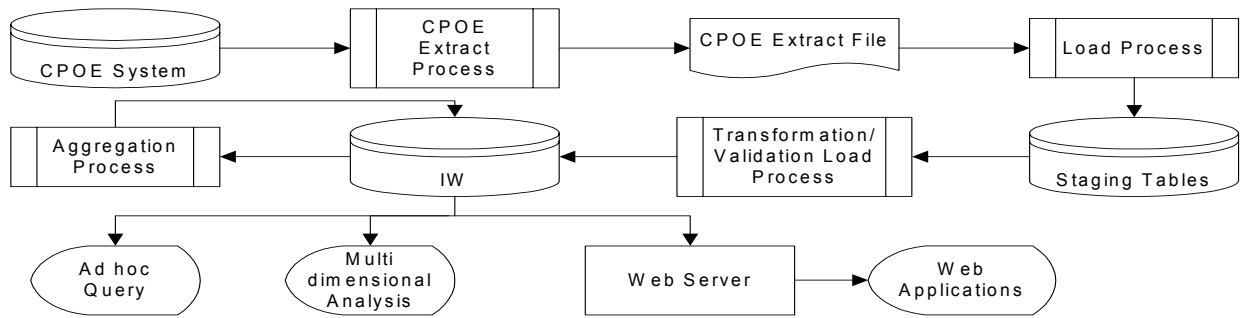 CPOE System
CPOE
Extract
Process
CPOE Extract File
Load Process
Aggregation
Process
IW
Transformation/
Validation Load
Process
Staging Tables
Ad hoc
Query
Multi
dimensional
Analysis
Web Server
Web
Applications